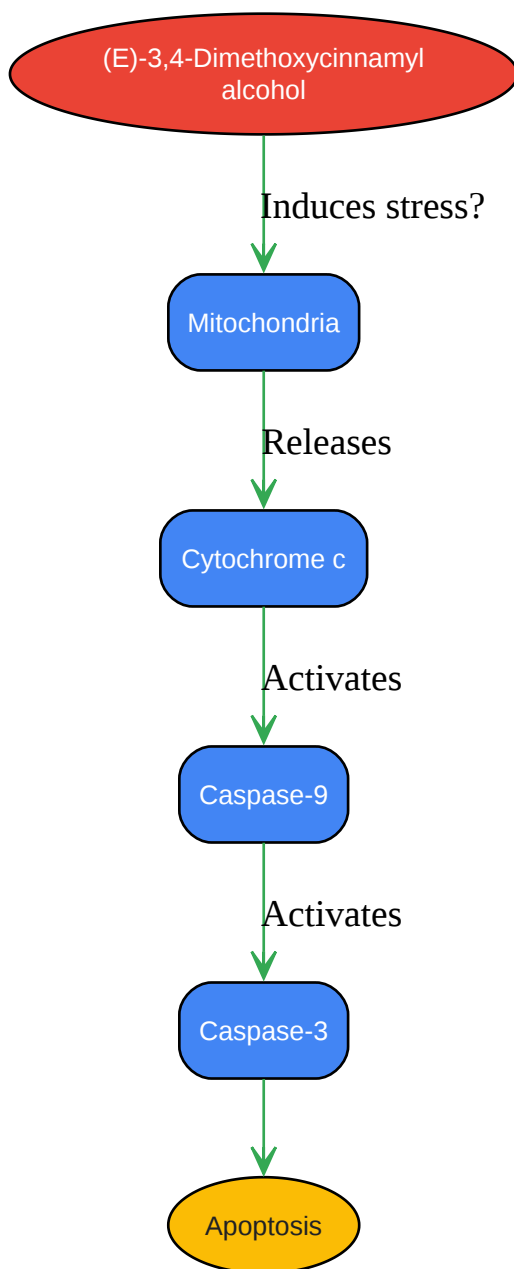 (E)-3,4-Dimethoxycinnamyl
alcohol
Induces stress?
Mitochondria
Releases
Cytochrome c
Activates
Caspase-9
Activates
Caspase-3
Apoptosis